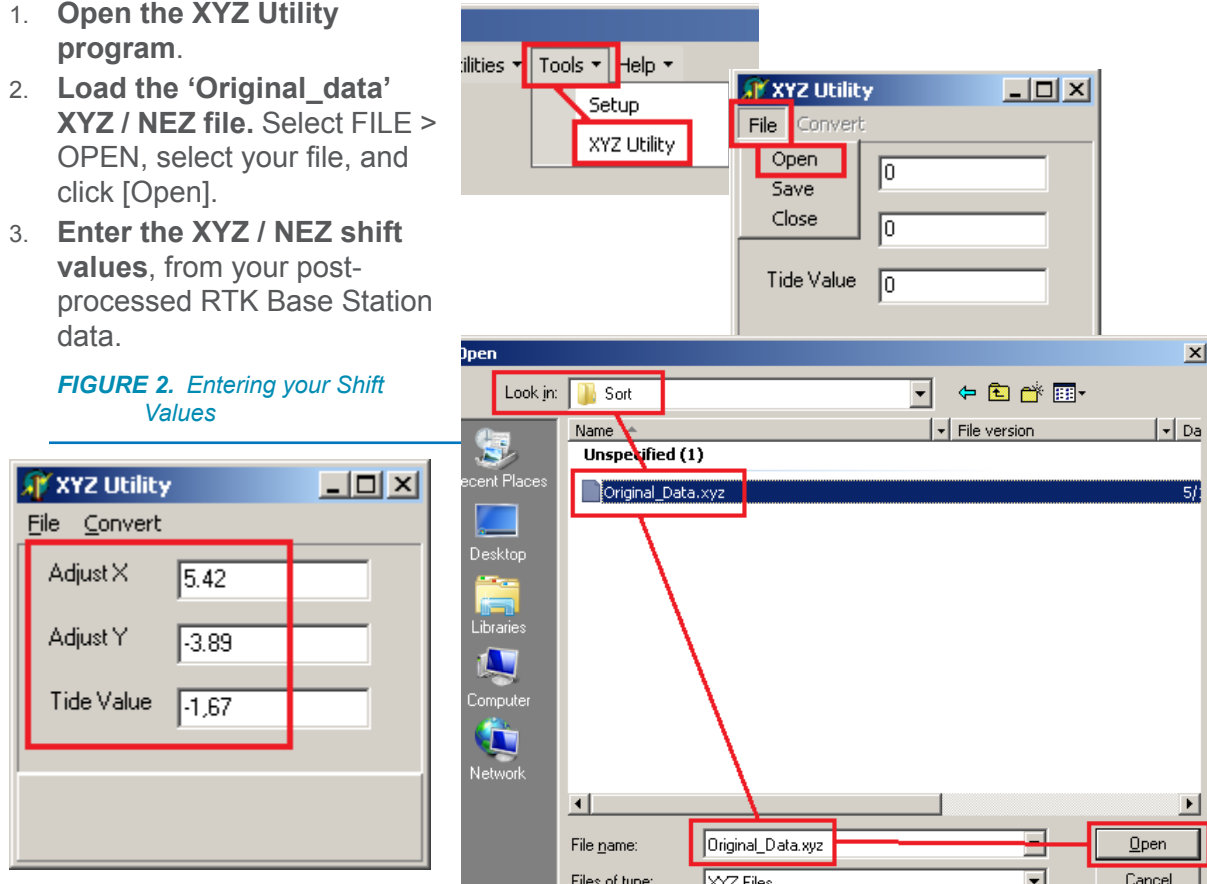 1. Open the XYZ Utility
program.
2. Load the ‘Original_data’
XYZ / NEZ file. Select FILE >
OPEN, select your file, and
click [Open].
3. Enter the XYZ / NEZ shift
values, from your post-
processed RTK Base Station
data.
FIGURE 2. Entering your Shift
Values
XYZ Utility
File Convert
Adjust X 5.42
Adjust Y -3.89
Tide Value -1,67
ilities Tools Help
Setup
XYZ Utility
XYZ Utility
File Convert
Open 0
Save
Close 0
Tide Value 0
Open
Look in: Sort
Name File version Da
Unspecified (1)
Original_Data.xyz 5/
ecent Places
Desktop
Libraries
Computer
Network
File name: Original_Data.xyz Open
Files of type: XYZ Files Cancel